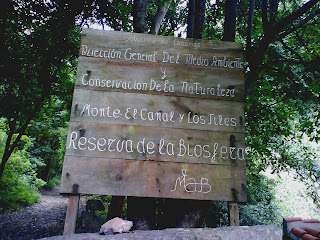 Dirección General Del Medio Ambiente
y
Conservación De la Naturaleza
Monte El Canal y Los Tiles
Reserva de la Biosfera
MaB